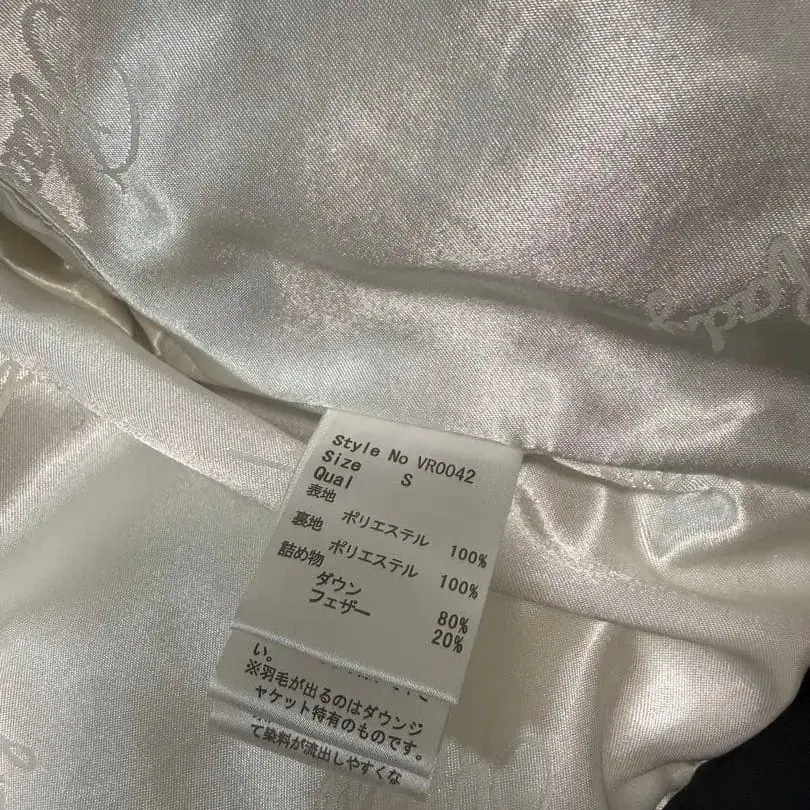 Style No VR0042
Size S
Qual
表地
ポリエステル 100%
裏地
ポリエステル 100%
詰め物
ダウン 80%
フェザー 20%
い。
※羽毛が出るのはダウンジ
ャケット特有のものです。
て染料が流出しやすくな